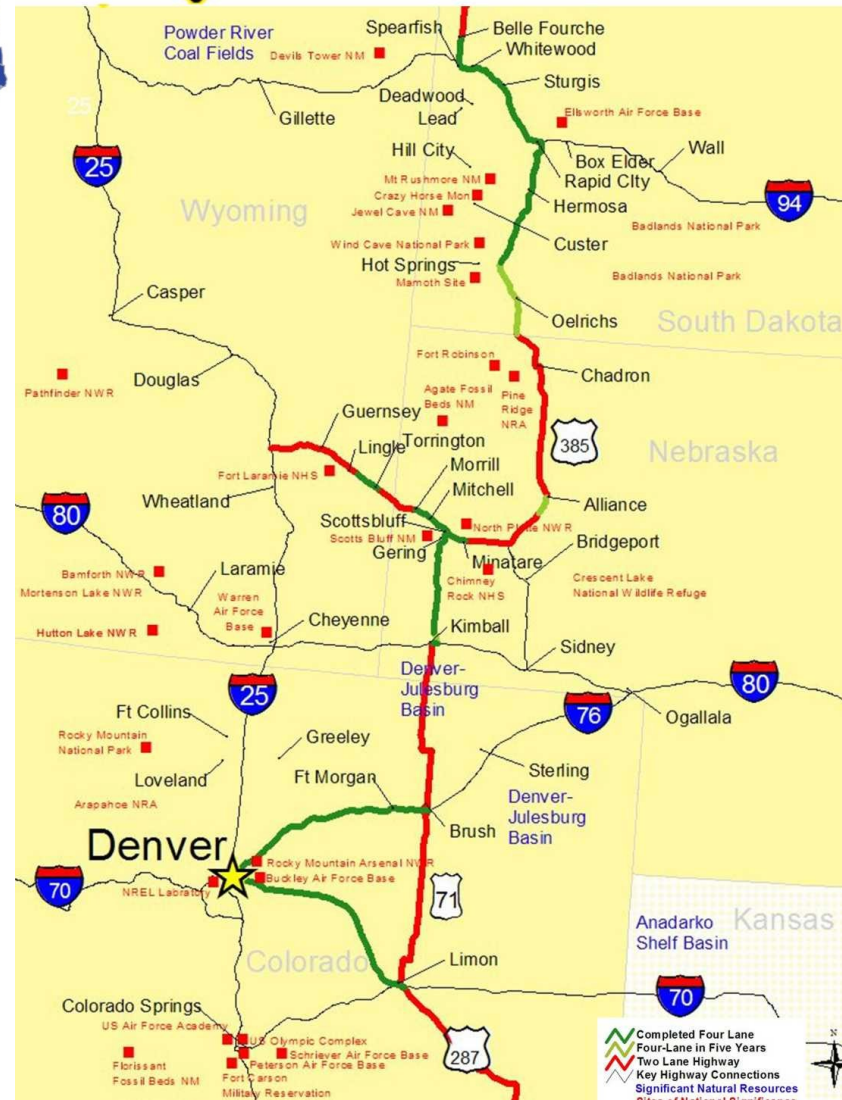 Powder River
Coal Fields
Spearfish
Belle Fourche
Whitewood
Devils Tower NM
Sturgis
Deadwood
25
Gillette
Lead
Ellsworth Air Force Base
Hill City
Wall
Box Elder
25
Rapid CIty
Mt Rushmore NM
Crazy Horse Mon
Jewel Cave NM
Hermosa
94
Wyoming
Badlands National Park
Wind Cave National Park
Custer
Hot Springs
Mamoth Site
Badlands National Park
Casper
Oelrichs
South Dakota
Fort Robinson
Douglas
Chadron
Pathfinder NWR
Agate Fossil
Beds NM
Pine
Ridge
NRA
Guernsey
385
Lingle
Torrington
Nebraska
Morrill
Fort Laramie NHS
Mitchell
Wheatland
Alliance
80
Scottsbluff
North Platte NWR
Scotts Bluff NM
Gering
Bridgeport
Minatare
Laramie
Bamforth NWR
Mortenson Lake NWR
Chimney
Rock NHS
Crescent Lake
National Wildlife Refuge
Warren
Air Force
Base
Cheyenne
Kimball
Hutton Lake NWR
Sidney
Denver-
Julesburg
Basin
25
80
76
Ft Collins
Ogallala
Rocky Mountain
National Park
Greeley
Loveland
Ft Morgan
Sterling
Arapahoe NRA
Denver-
Julesburg
Basin
Brush
Denver
Rocky Mountain Arsenal NWR
Buckley Air Force Base
70
NREL Labratory
71
Anadarko
Shelf Basin
Kansas
Colorado
Limon
70
Colorado Springs
US Air Force Academy
US Olympic Complex
Schriever Air Force Base
Peterson Air Force Base
Florissant
Fossil Beds NM
Fort Carson
Military Reservation
287
Completed Four Lane
Four-Lane in Five Years
Two Lane Highway
Key Highway Connections
Significant Natural Resources
Sites of National Significance
N